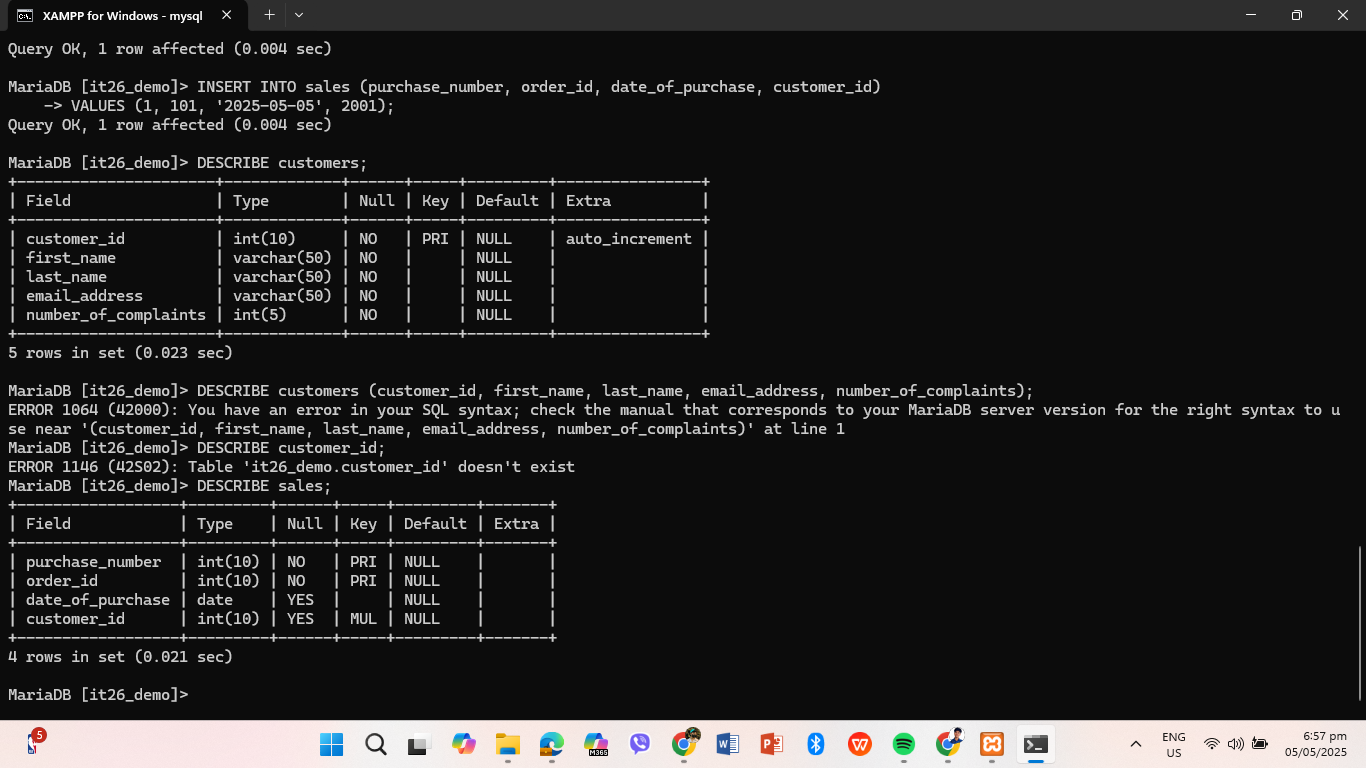 XAMPP for Windows - mysql
Query OK, 1 row affected (0.004 sec)
MariaDB [it26_demo]> INSERT INTO sales (purchase_number, order_id, date_of_purchase, customer_id)
    -> VALUES (1, 101, '2025-05-05', 2001);
Query OK, 1 row affected (0.004 sec)
MariaDB [it26_demo]> DESCRIBE customers;
+----------------------+-------------+------+-----+---------+----------------+
| Field                | Type        | Null | Key | Default | Extra          |
+----------------------+-------------+------+-----+---------+----------------+
| customer_id          | int(10)     | NO   | PRI | NULL    | auto_increment |
| first_name           | varchar(50) | NO   |     | NULL    |                |
| last_name            | varchar(50) | NO   |     | NULL    |                |
| email_address        | varchar(50) | NO   |     | NULL    |                |
| number_of_complaints | int(5)      | NO   |     | NULL    |                |
+----------------------+-------------+------+-----+---------+----------------+
5 rows in set (0.023 sec)
MariaDB [it26_demo]> DESCRIBE customers (customer_id, first_name, last_name, email_address, number_of_complaints);
ERROR 1064 (42000): You have an error in your SQL syntax; check the manual that corresponds to your MariaDB server version for the right syntax to u
se near '(customer_id, first_name, last_name, email_address, number_of_complaints)' at line 1
MariaDB [it26_demo]> DESCRIBE customer_id;
ERROR 1146 (42S02): Table 'it26_demo.customer_id' doesn't exist
MariaDB [it26_demo]> DESCRIBE sales;
+------------------+---------+------+-----+---------+-------+
| Field            | Type    | Null | Key | Default | Extra |
+------------------+---------+------+-----+---------+-------+
| purchase_number  | int(10) | NO   | PRI | NULL    |       |
| order_id         | int(10) | NO   | PRI | NULL    |       |
| date_of_purchase | date    | YES  |     | NULL    |       |
| customer_id      | int(10) | YES  | MUL | NULL    |       |
+------------------+---------+------+-----+---------+-------+
4 rows in set (0.021 sec)
MariaDB [it26_demo]>
5
M365
ENG
US
6:57 pm
05/05/2025